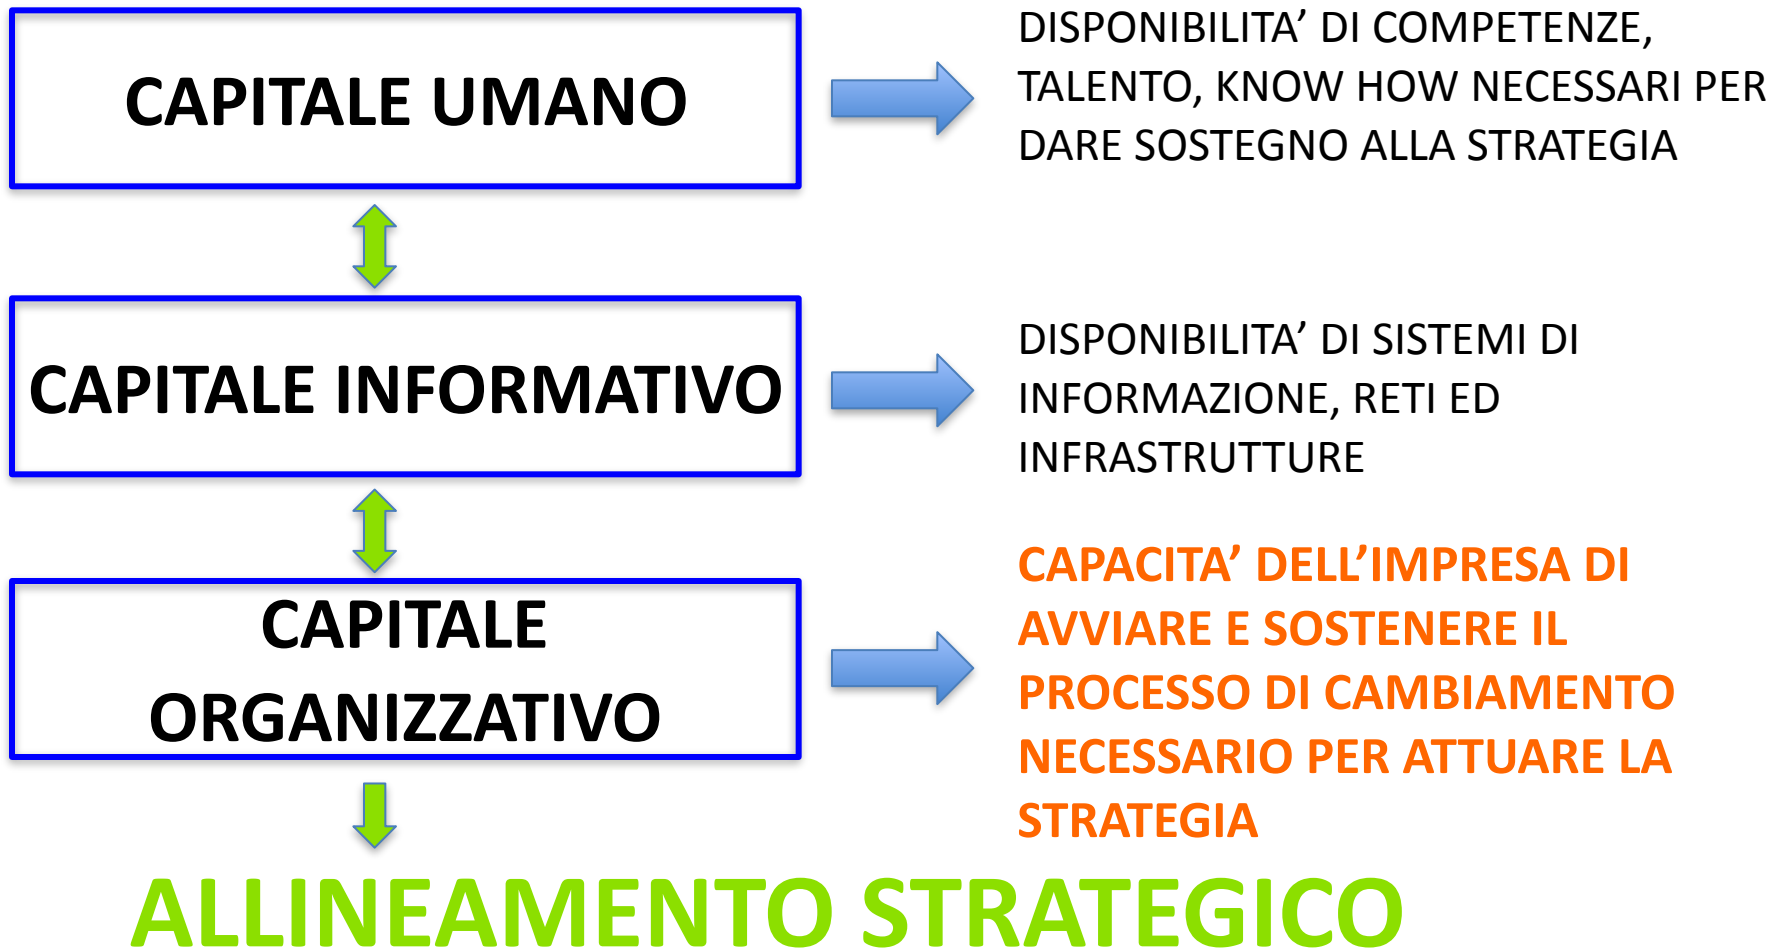 CAPITALE UMANO
DISPONIBILITA’ DI COMPETENZE,
TALENTO, KNOW HOW NECESSARI PER
DARE SOSTEGNO ALLA STRATEGIA
CAPITALE INFORMATIVO
DISPONIBILITA’ DI SISTEMI DI
INFORMAZIONE, RETI ED
INFRASTRUTTURE
CAPITALE
ORGANIZZATIVO
CAPACITA’ DELL’IMPRESA DI
AVVIARE E SOSTENERE IL
PROCESSO DI CAMBIAMENTO
NECESSARIO PER ATTUARE LA
STRATEGIA
ALLINEAMENTO STRATEGICO